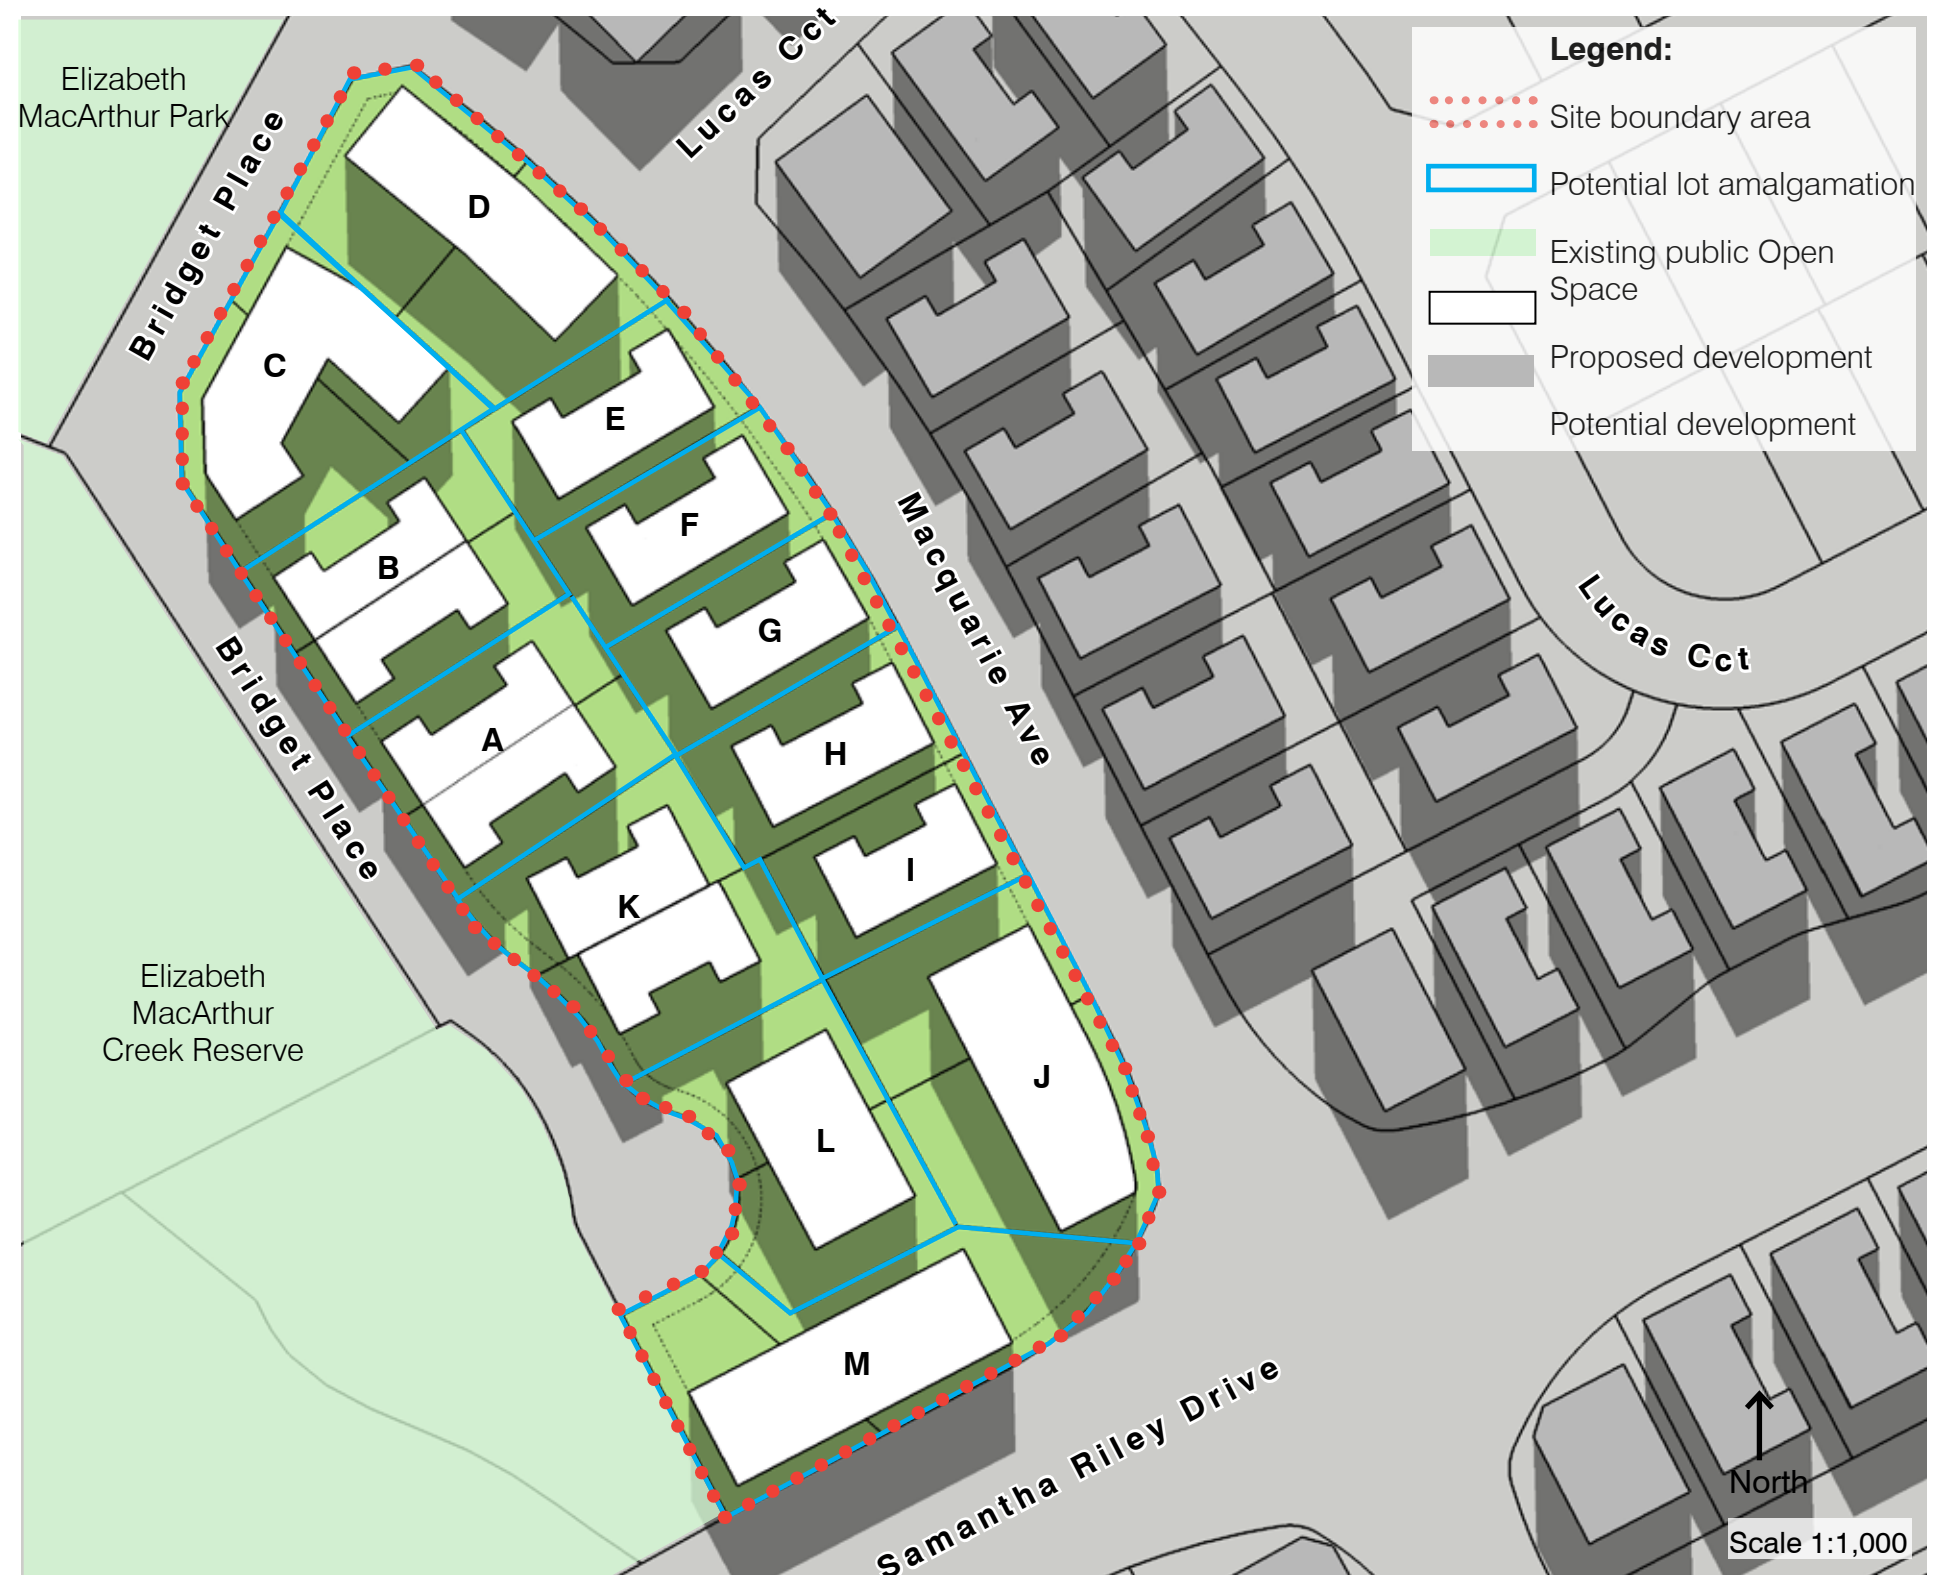 Elizabeth
MacArthur Park
Bridget Place
Lucas Cct
Legend:
Site boundary area
Potential lot amalgamation
Existing public Open
Space
Proposed development
Potential development
D
C
E
F
B
G
A
H
I
K
J
L
M
Bridget Place
Macquarie Ave
Lucas Cct
Elizabeth
MacArthur
Creek Reserve
Samantha Riley Drive
North
Scale 1:1,000